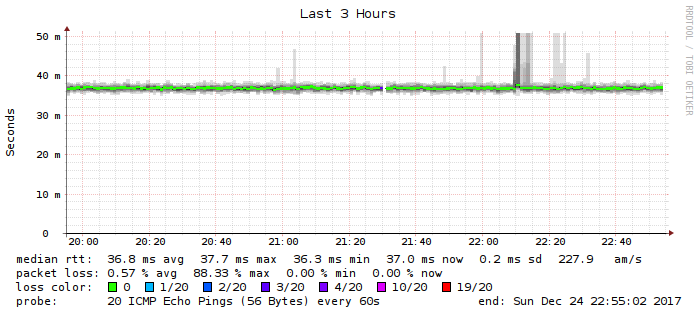 Last 3 Hours
RRDTOOL / TOBI OETIKER
Seconds
50 m
40 m
30 m
20 m
10 m
0
20:00 20:20 20:40 21:00 21:20 21:40 22:00 22:20 22:40
median rtt: 36.8 ms avg 37.7 ms max 36.3 ms min 37.0 ms now 0.2 ms sd 227.9 am/s
packet loss: 0.57 % avg 88.33 % max 0.00 % min 0.00 % now
loss color: 0 1/20 2/20 3/20 4/20 10/20 19/20
probe: 20 ICMP Echo Pings (56 Bytes) every 60s end: Sun Dec 24 22:55:02 2017